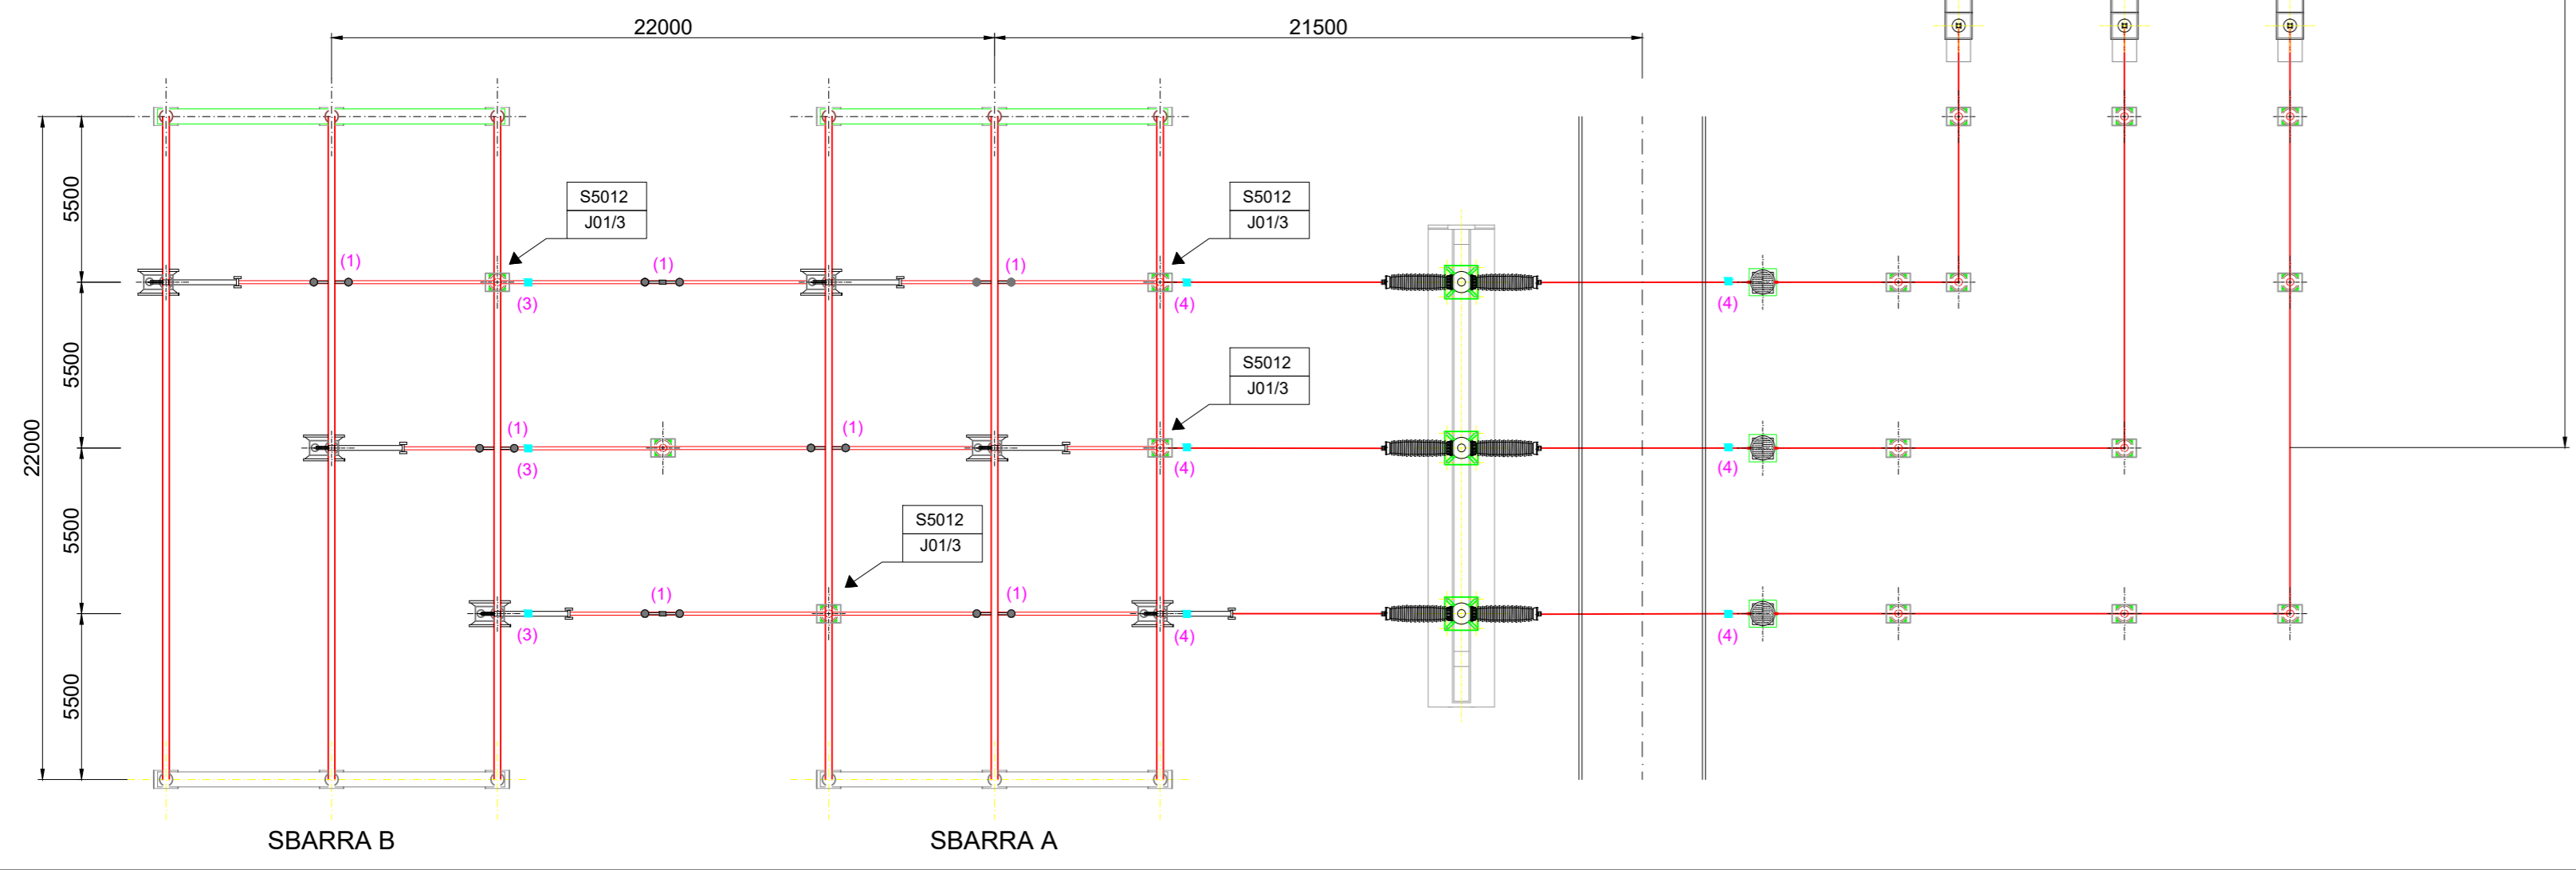 22000
21500
5500
S5012
J01/3
S5012
J01/3
(1)
(1)
(1)
(3)
(4)
(4)
5500
S5012
J01/3
22000
(1)
(1)
(3)
(4)
(4)
5500
S5012
J01/3
(1)
(1)
(3)
(4)
(4)
5500
SBARRA B
SBARRA A